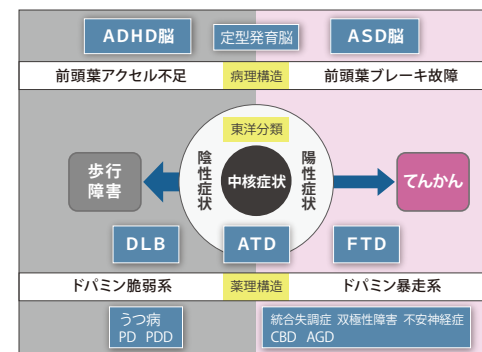 ADHD脳 定型発育脳 ASD脳
前頭葉アクセル不足 病理構造 前頭葉ブレーキ故障
東洋分類
陰性症状 陽性症状
歩行
障害
中核症状
てんかん
DLB ATD FTD
ドパミン脆弱系 薬理構造 ドパミン暴走系
うつ病
PD PDD
統合失調症 双極性障害 不安神経症
CBD AGD